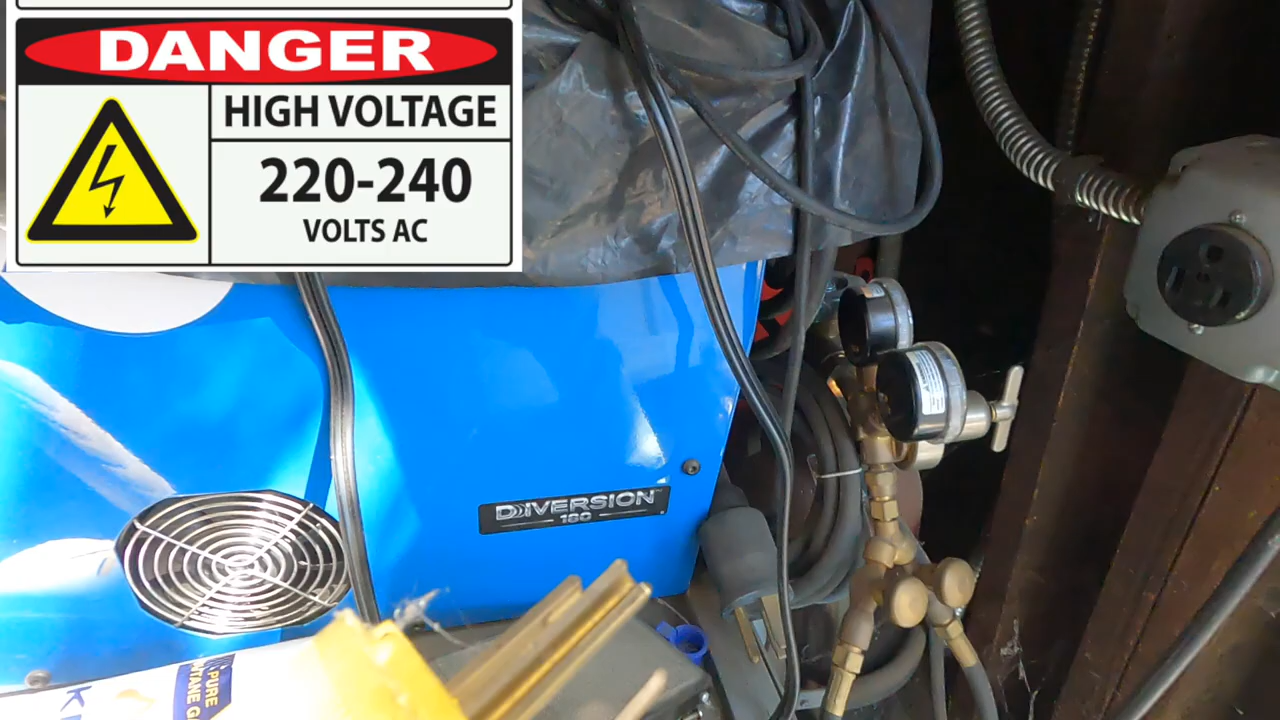 DANGER
HIGH VOLTAGE
220-240
VOLTS AC
DIVERSION
180
PURE